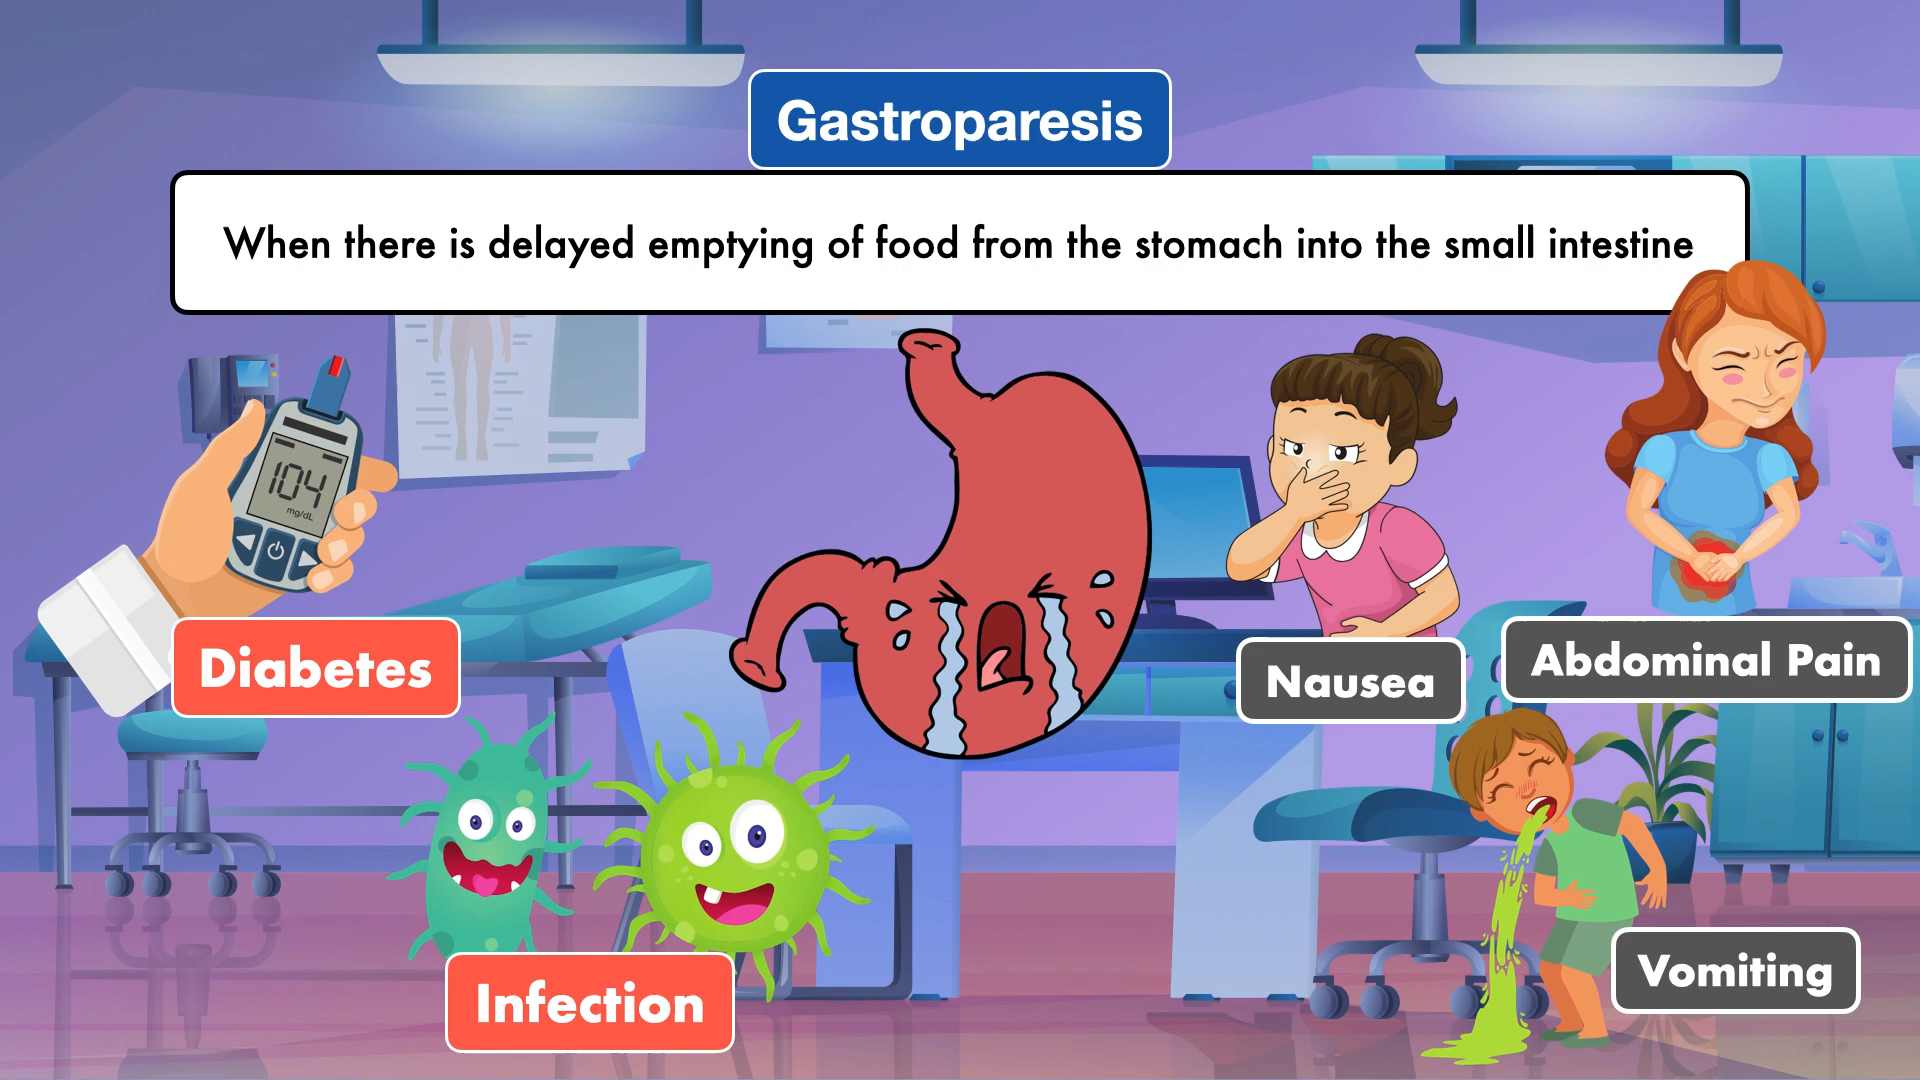 Gastroparesis
When there is delayed emptying of food from the stomach into the small intestine
104
mg/dL
Diabetes
Nausea
Abdominal Pain
Infection
Vomiting